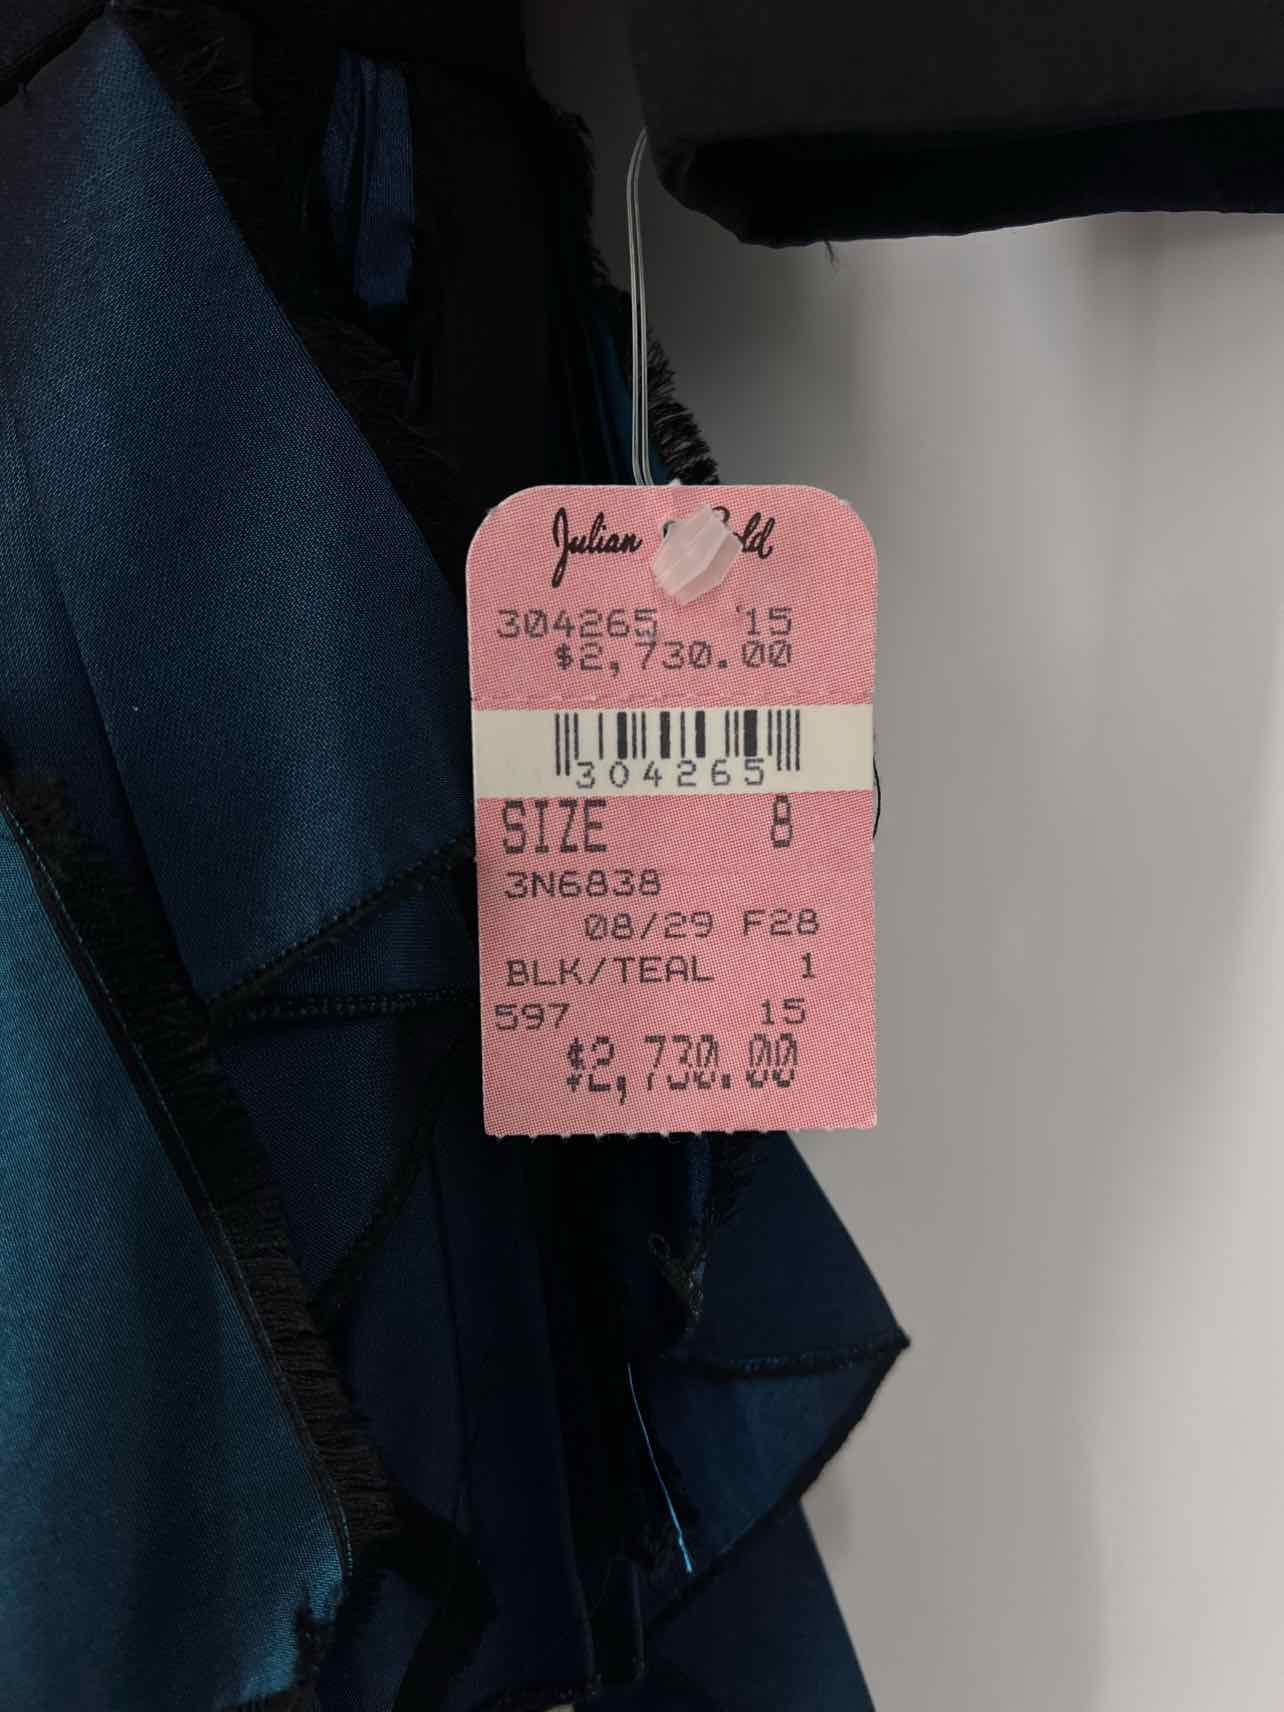 Julian
304265 '15
$2,730.00
304265
SIZE 8
3N6838
08/29 F28
BLK/TEAL 1
597 15
$2,730.00